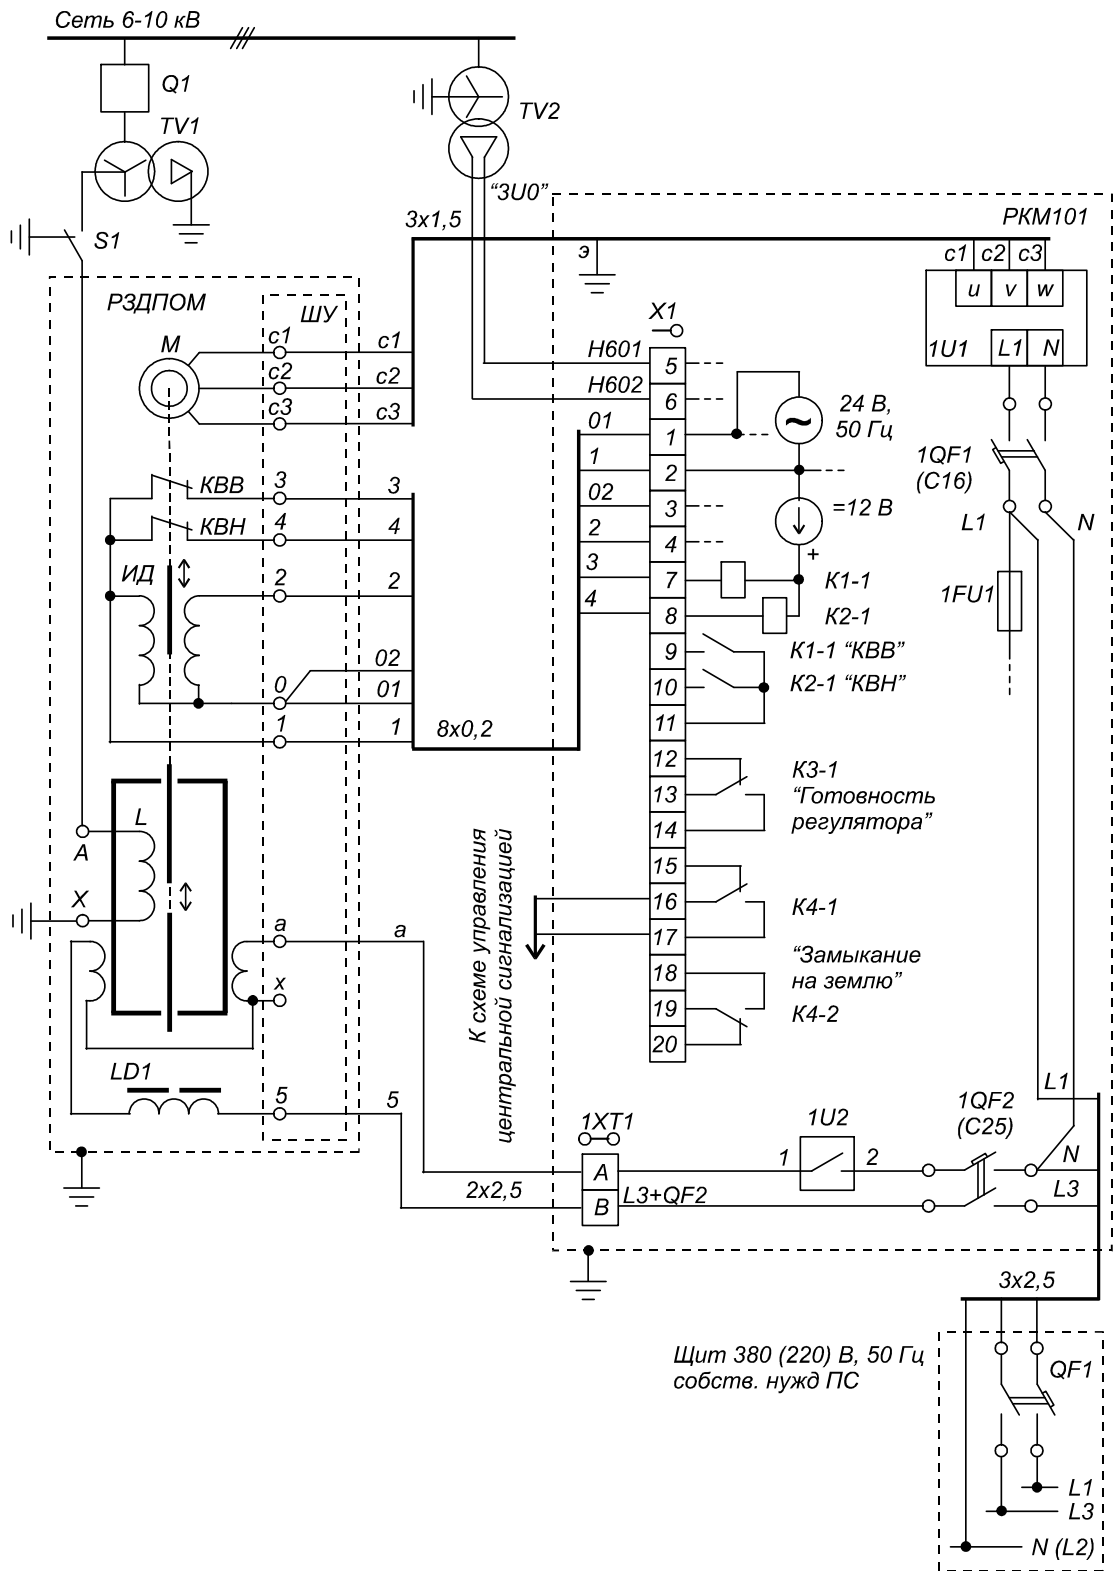 Сеть 6-10 кВ
Q1
TV1
TV2
"3U0"
S1
3x1,5
э
РКМ101
c1 c2 c3
u v w
1U1 L1 N
РЗДПОМ
ШУ
М
c1 c1
c2 c2
c3 c3
X1
Н601 5
Н602 6
01 1
1 2
02 3
2 4
3 7
4 8
9
10
11
12
13
14
15
16
17
18
19
20
24 В,
50 Гц
=12 В
+
К1-1
К2-1
К1-1 “КВВ”
К2-1 “КВН”
К3-1
“Готовность
регулятора”
К4-1
“Замыкание
на землю”
К4-2
1QF1
(C16)
L1 N
1FU1
КВВ 3 3
КВН 4 4
ИД 2 2
02
0 01
1 1
8x0,2
L
A
X
a a
x
LD1
5 5
К схеме управления
центральной сигнализацией
1XT1
A
B
2x2,5
L3+QF2
1U2
1 2
1QF2
(C25)
L1
N
L3
3x2,5
Щит 380 (220) В, 50 Гц
собств. нужд ПС
QF1
L1
L3
N (L2)